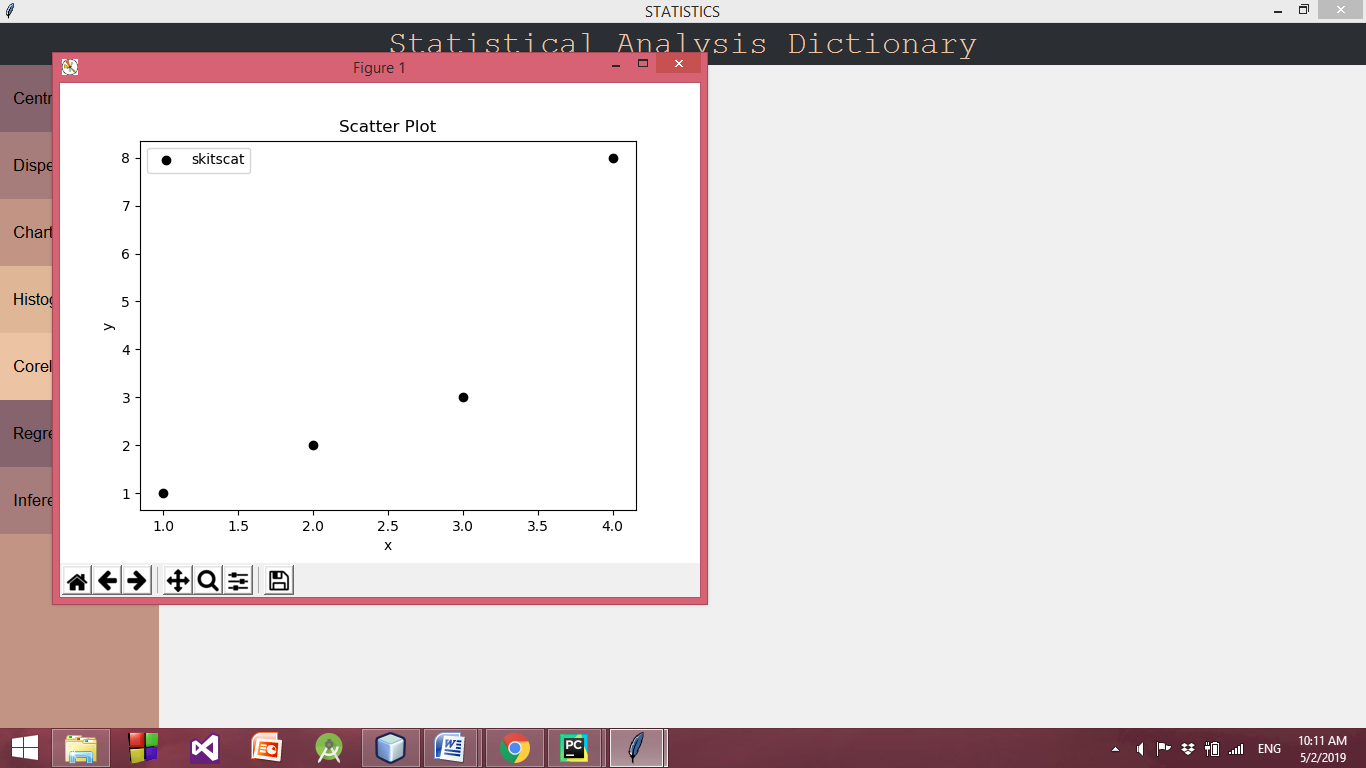 STATISTICS
Statistical Analysis Dictionary
Figure 1
Centr
Dispe
Chart
Histog
Corel
Regre
Infere
Scatter Plot
skitscat
8
7
6
5
4
3
2
1
y
1.0 1.5 2.0 2.5 3.0 3.5 4.0
x
PC
ENG
10:11 AM
5/2/2019